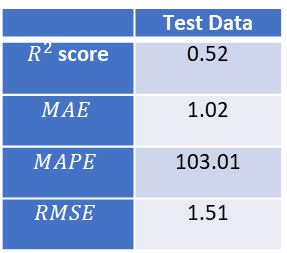 Test Data
R² score 0.52
MAE 1.02
MAPE 103.01
RMSE 1.51